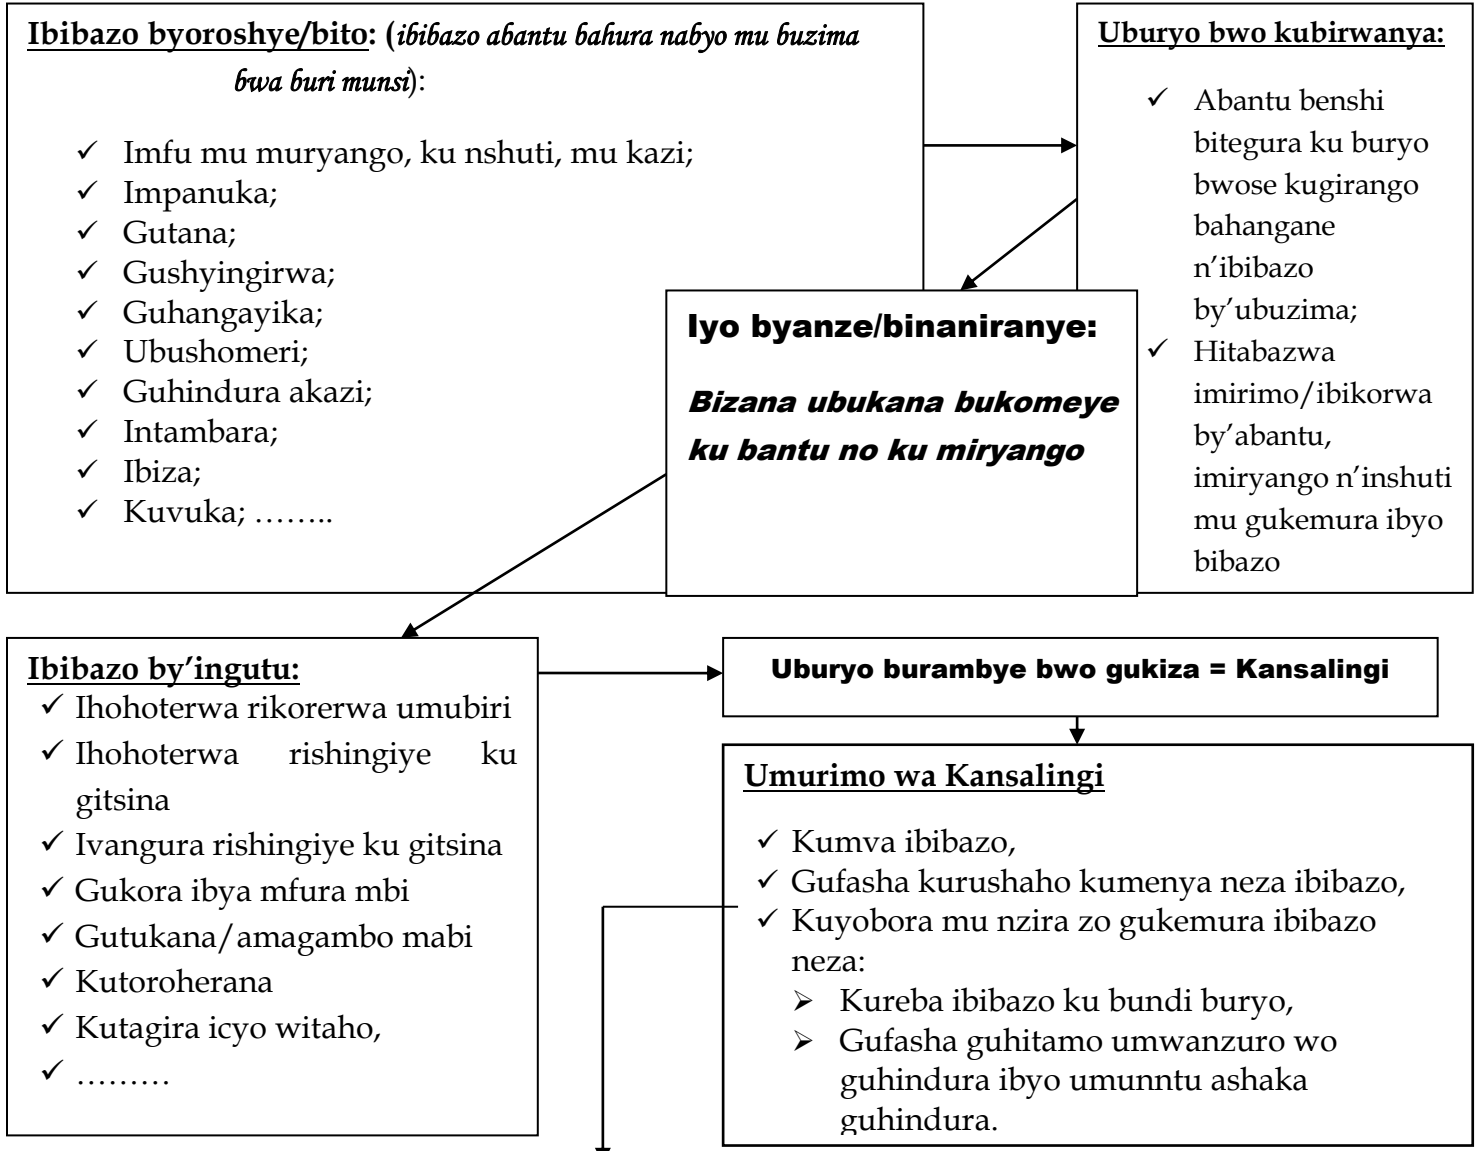 Ibibazo byoroshye/bito: (ibibazo abantu bahura nabyo mu buzima
bwa buri munsi):
✓ Imfu mu muryango, ku nshuti, mu kazi;
✓ Impanuka;
✓ Gutana;
✓ Gushyingirwa;
✓ Guhangayika;
✓ Ubushomeri;
✓ Guhindura akazi;
✓ Intambara;
✓ Ibiza;
✓ Kuvuka; ……..
Uburyo bwo kubirwanya:
✓ Abantu benshi
bitegura ku buryo
bwose kugirango
bahangane
n’ibibazo
by’ubuzima;
✓ Hitabazwa
imirimo/ibikorwa
by’abantu,
imiryango n’inshuti
mu gukemura ibyo
bibazo
Iyo byanze/binaniranye:
Bizana ubukana bukomeye
ku bantu no ku miryango
Ibibazo by’ingutu:
✓ Ihohoterwa rikorerwa umubiri
✓ Ihohoterwa rishingiye ku
gitsina
✓ Ivangura rishingiye ku gitsina
✓ Gukora ibya mfura mbi
✓ Gutukana/amagambo mabi
✓ Kutoroherana
✓ Kutagira icyo witaho,
✓ ………
Uburyo burambye bwo gukiza = Kansalingi
Umurimo wa Kansalingi
✓ Kumva ibibazo,
✓ Gufasha kurushaho kumenya neza ibibazo,
✓ Kuyobora mu nzira zo gukemura ibibazo
neza:
➢ Kureba ibibazo ku bundi buryo,
➢ Gufasha guhitamo umwanzuro wo
guhindura ibyo umunntu ashaka
guhindura.